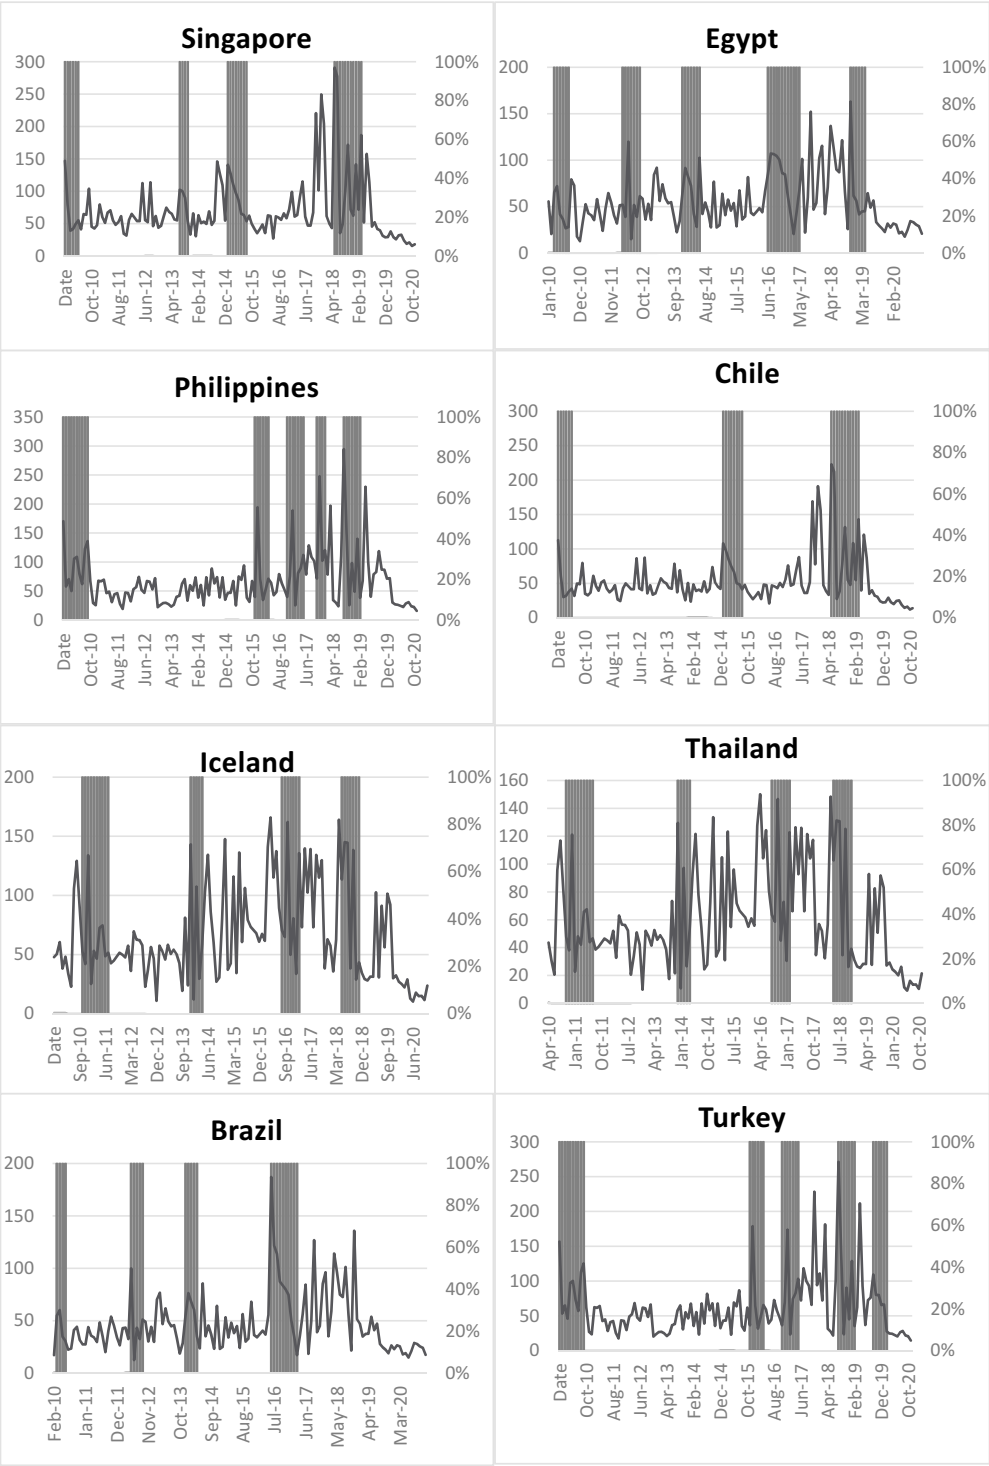 Singapore
300 250 200 150 100 50 0
100% 80% 60% 40% 20% 0%
Date Oct-10 Aug-11 Jun-12 Apr-13 Feb-14 Dec-14 Oct-15 Aug-16 Jun-17 Apr-18 Feb-19 Dec-19 Oct-20
Egypt
200 150 100 50 0
100% 80% 60% 40% 20% 0%
Jan-10 Dec-10 Nov-11 Oct-12 Sep-13 Aug-14 Jul-15 Jun-16 May-17 Apr-18 Mar-19 Feb-20
Philippines
350 300 250 200 150 100 50 0
100% 80% 60% 40% 20% 0%
Date Oct-10 Aug-11 Jun-12 Apr-13 Feb-14 Dec-14 Oct-15 Aug-16 Jun-17 Apr-18 Feb-19 Dec-19 Oct-20
Chile
300 250 200 150 100 50 0
100% 80% 60% 40% 20% 0%
Date Oct-10 Aug-11 Jun-12 Apr-13 Feb-14 Dec-14 Oct-15 Aug-16 Jun-17 Apr-18 Feb-19 Dec-19 Oct-20
Iceland
200 150 100 50 0
100% 80% 60% 40% 20% 0%
Date Sep-10 Jun-11 Mar-12 Dec-12 Sep-13 Jun-14 Mar-15 Dec-15 Sep-16 Jun-17 Mar-18 Dec-18 Sep-19 Jun-20
Thailand
160 140 120 100 80 60 40 20 0
100% 80% 60% 40% 20% 0%
Apr-10 Jan-11 Oct-11 Jul-12 Apr-13 Jan-14 Oct-14 Jul-15 Apr-16 Jan-17 Oct-17 Jul-18 Apr-19 Jan-20 Oct-20
Brazil
200 150 100 50 0
100% 80% 60% 40% 20% 0%
Feb-10 Jan-11 Dec-11 Nov-12 Oct-13 Sep-14 Aug-15 Jul-16 Jun-17 May-18 Apr-19 Mar-20
Turkey
300 250 200 150 100 50 0
100% 80% 60% 40% 20% 0%
Date Oct-10 Aug-11 Jun-12 Apr-13 Feb-14 Dec-14 Oct-15 Aug-16 Jun-17 Apr-18 Feb-19 Dec-19 Oct-20